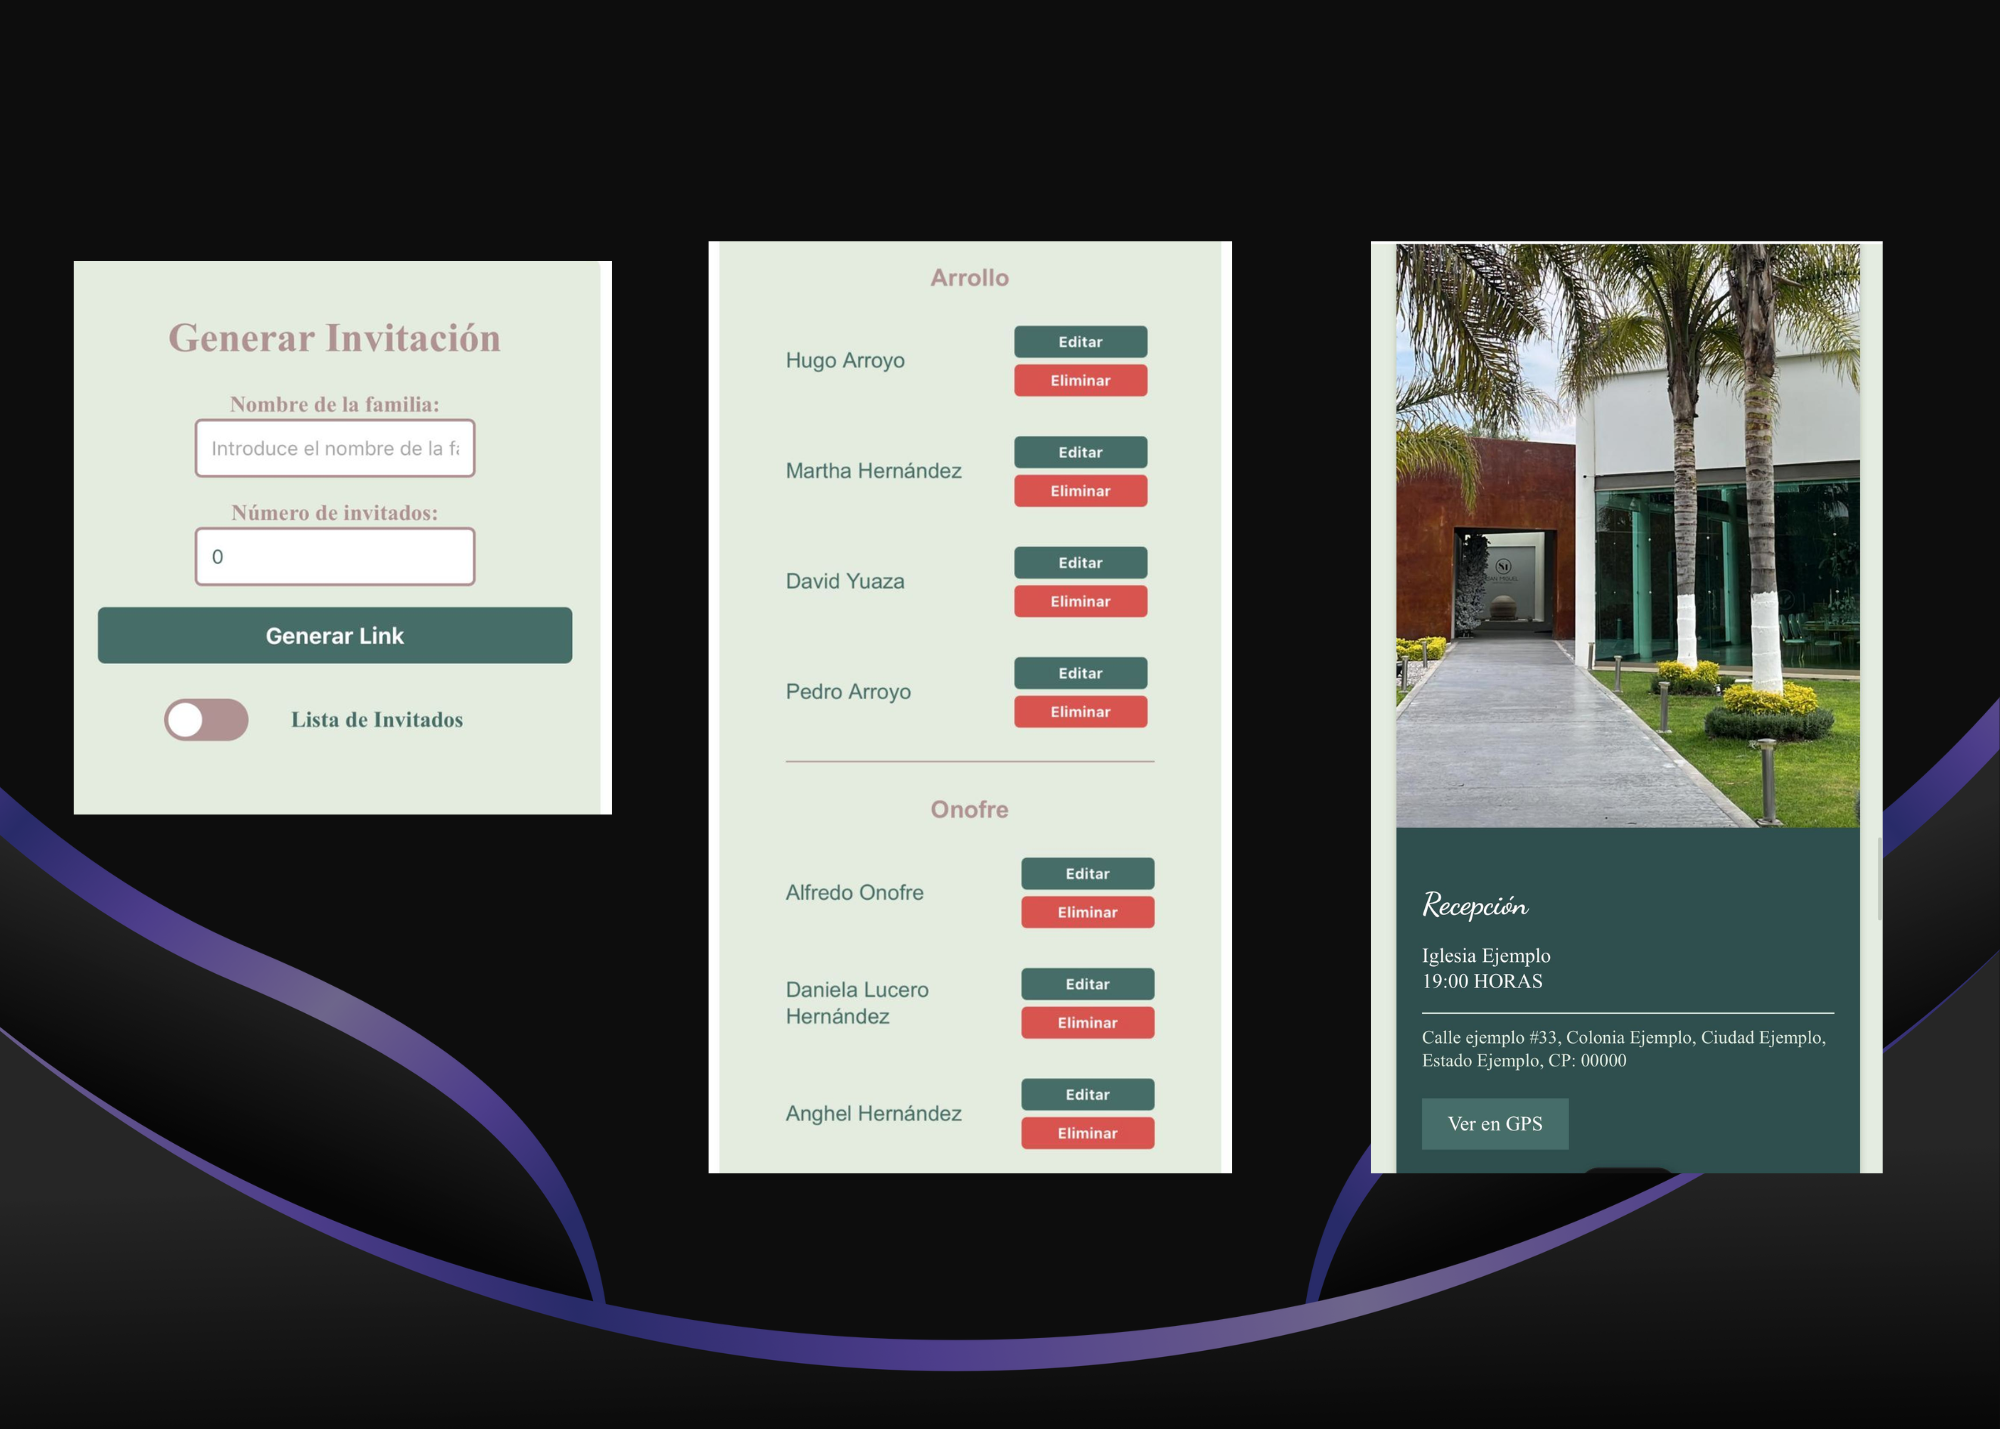 Generar Invitación
Nombre de la familia:
Introduce el nombre de la fa
Número de invitados:
0
Generar Link
Lista de Invitados
Arrollo
Hugo Arroyo
Editar
Eliminar
Martha Hernández
Editar
Eliminar
David Yuaza
Editar
Eliminar
Pedro Arroyo
Editar
Eliminar
Onofre
Alfredo Onofre
Editar
Eliminar
Daniela Lucero
Hernández
Editar
Eliminar
Anghel Hernández
Editar
Eliminar
SAN MIGUEL
Recepción
Iglesia Ejemplo
19:00 HORAS
Calle ejemplo #33, Colonia Ejemplo, Ciudad Ejemplo,
Estado Ejemplo, CP: 00000
Ver en GPS